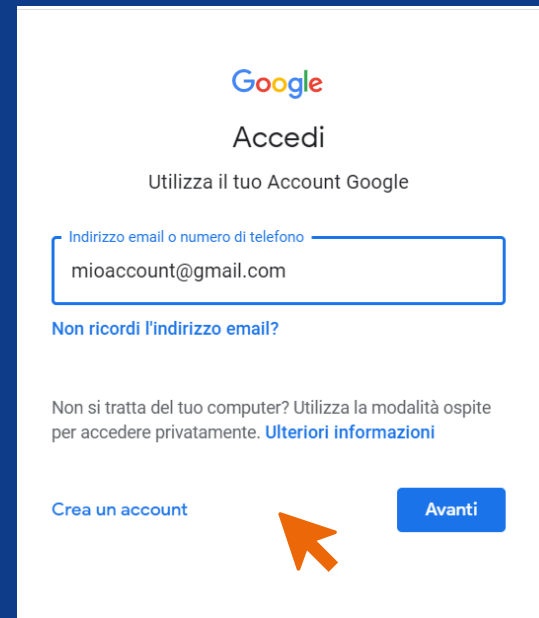 Google
Accedi
Utilizza il tuo Account Google
Indirizzo email o numero di telefono
mioaccount@gmail.com
Non ricordi l'indirizzo email?
Non si tratta del tuo computer? Utilizza la modalità ospite
per accedere privatamente. Ulteriori informazioni
Crea un account
Avanti